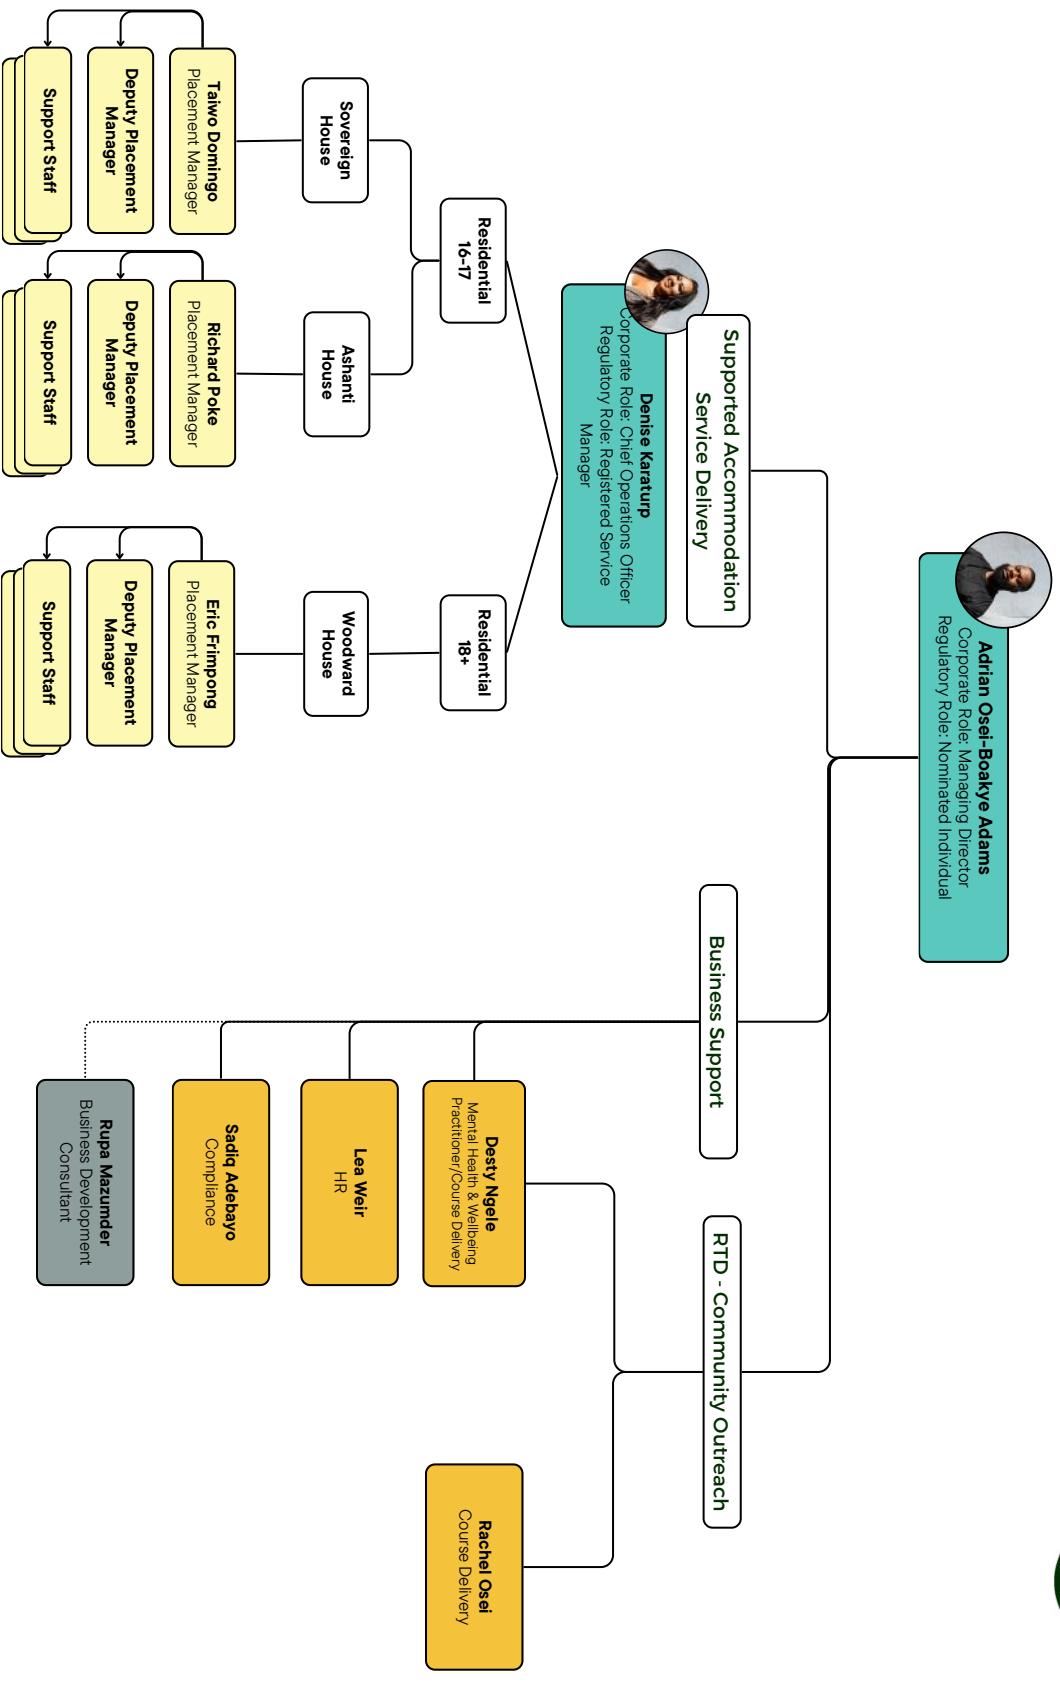 Adrian Osei-Boakye Adams
Corporate Role: Managing Director
Regulatory Role: Nominated Individual
Supported Accommodation
Service Delivery
Business Support
RTD - Community Outreach
Denise Karaturp
Corporate Role: Chief Operations Officer
Regulatory Role: Registered Service
Manager
Residential
16-17
Residential
18+
Sovereign
House
Ashanti
House
Woodward
House
Taiwo Domingo
Placement Manager
Richard Poke
Placement Manager
Eric Frimpong
Placement Manager
Deputy Placement
Manager
Deputy Placement
Manager
Deputy Placement
Manager
Support Staff
Support Staff
Support Staff
Desty Ngele
Mental Health & Wellbeing
Practitioner/Course Delivery
Lea Weir
HR
Sadiq Adebayo
Compliance
Rupa Mazumder
Business Development
Consultant
Rachel Osei
Course Delivery